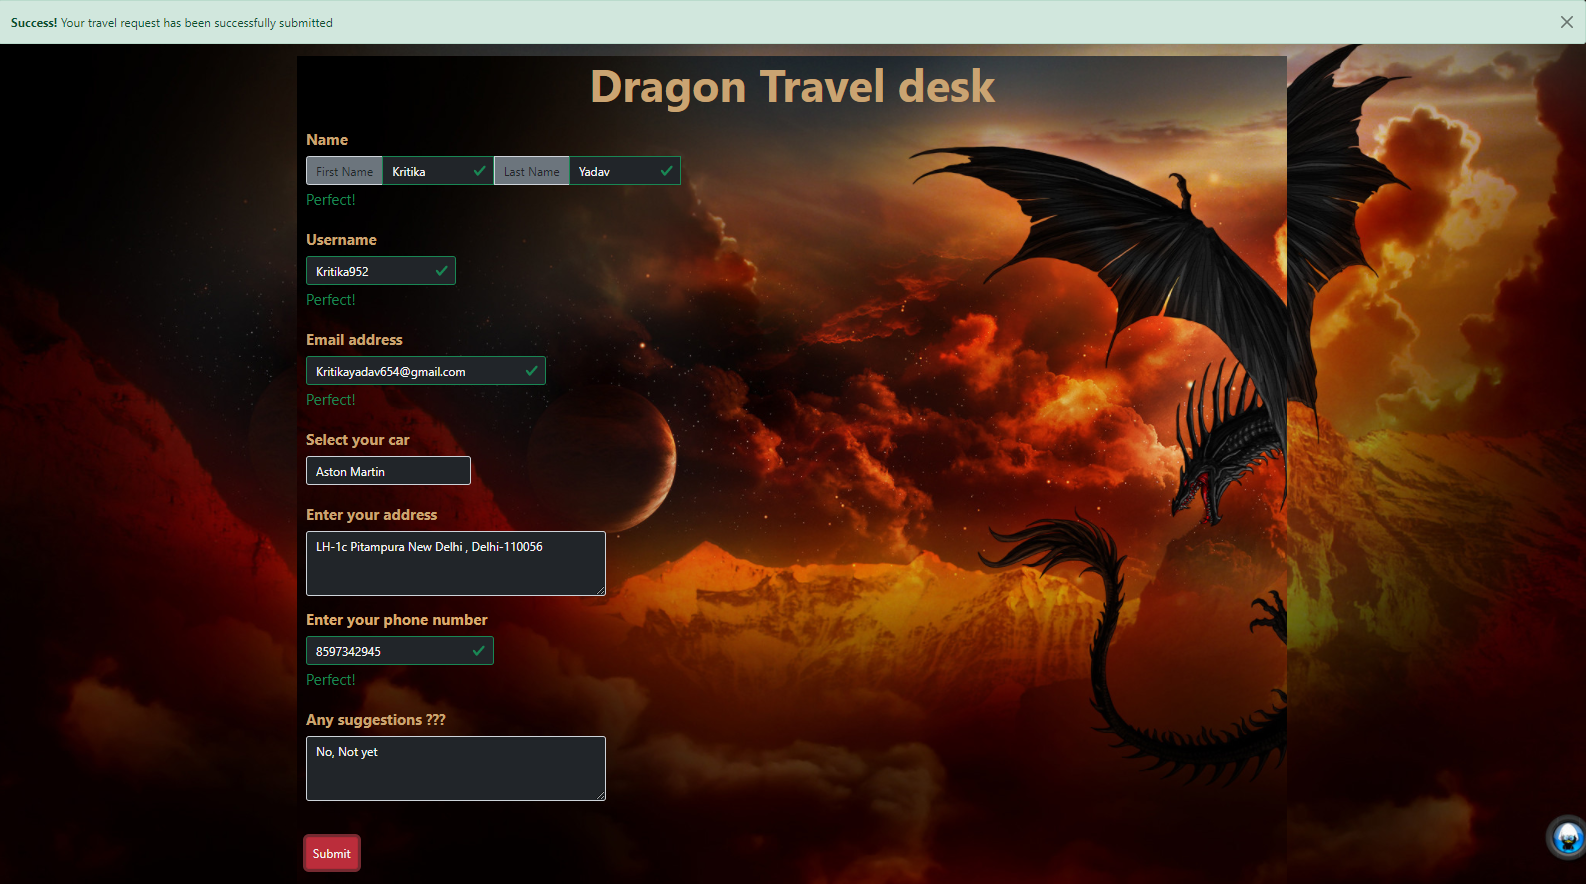 Success! Your travel request has been successfully submitted
Dragon Travel desk
Name
First Name Kritika Last Name Yadav
Perfect!
Username
Kritika952
Perfect!
Email address
Kritikayadav654@gmail.com
Perfect!
Select your car
Aston Martin
Enter your address
LH-1c Pitampura New Delhi , Delhi-110056
Enter your phone number
8597342945
Perfect!
Any suggestions ???
No, Not yet
Submit